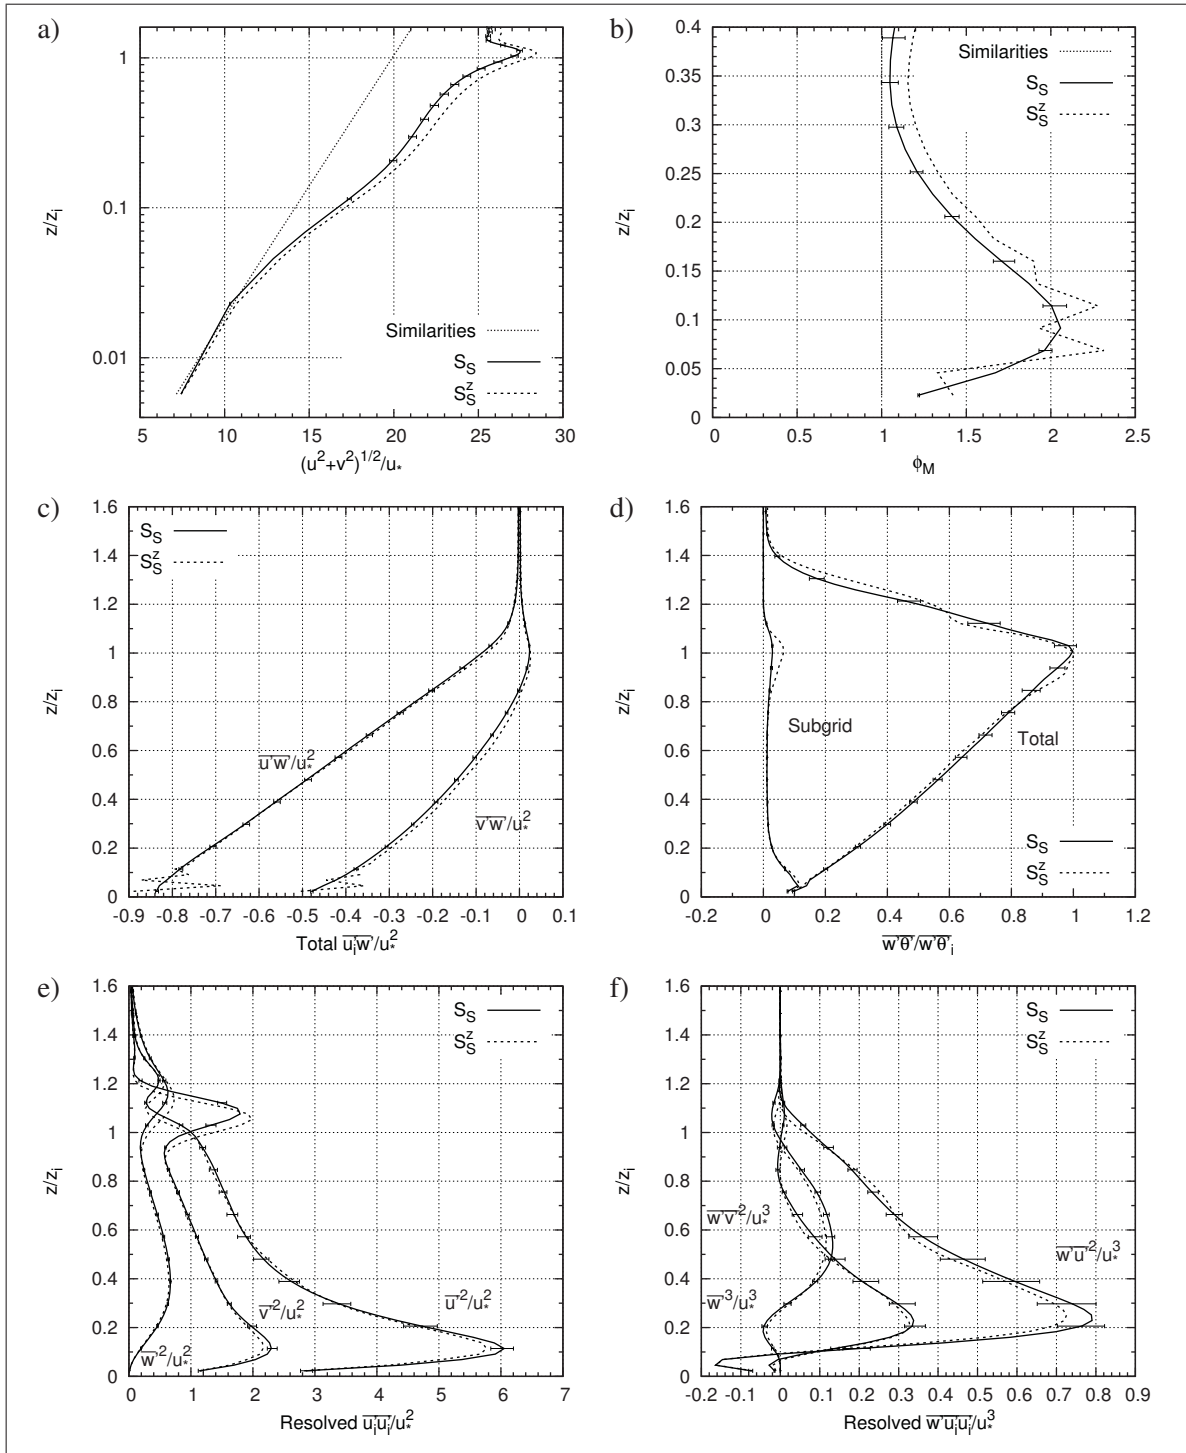 a)
z/z_i
1
0.1
0.01
5 10 15 20 25 30
(u²+v²)^{1/2}/u_*
Similarities
S_S
S_S^z
b)
z/z_i
0.4
0.35
0.3
0.25
0.2
0.15
0.1
0.05
0
0 0.5 1 1.5 2 2.5
ϕ_M
Similarities
S_S
S_S^z
c)
z/z_i
1.6
1.4
1.2
1
0.8
0.6
0.4
0.2
0
-0.9 -0.8 -0.7 -0.6 -0.5 -0.4 -0.3 -0.2 -0.1 0 0.1
Total u_i'w'/u_*²
S_S
S_S^z
u'w'/u_*²
v'w'/u_*²
d)
z/z_i
1.6
1.4
1.2
1
0.8
0.6
0.4
0.2
0
-0.2 0 0.2 0.4 0.6 0.8 1 1.2
w'θ'/w'θ'_i
Subgrid
Total
S_S
S_S^z
e)
z/z_i
1.6
1.4
1.2
1
0.8
0.6
0.4
0.2
0
0 1 2 3 4 5 6 7
Resolved u_i'u_i'/u_*²
S_S
S_S^z
w'²/u_*²
v'²/u_*²
u'²/u_*²
f)
z/z_i
1.6
1.4
1.2
1
0.8
0.6
0.4
0.2
0
-0.1 0 0.1 0.2 0.3 0.4 0.5 0.6 0.7 0.8 0.9
Resolved w'u_i'u_i'/u_*³
S_S
S_S^z
w'v'²/u_*³
w'u'²/u_*³
w'³/u_*³